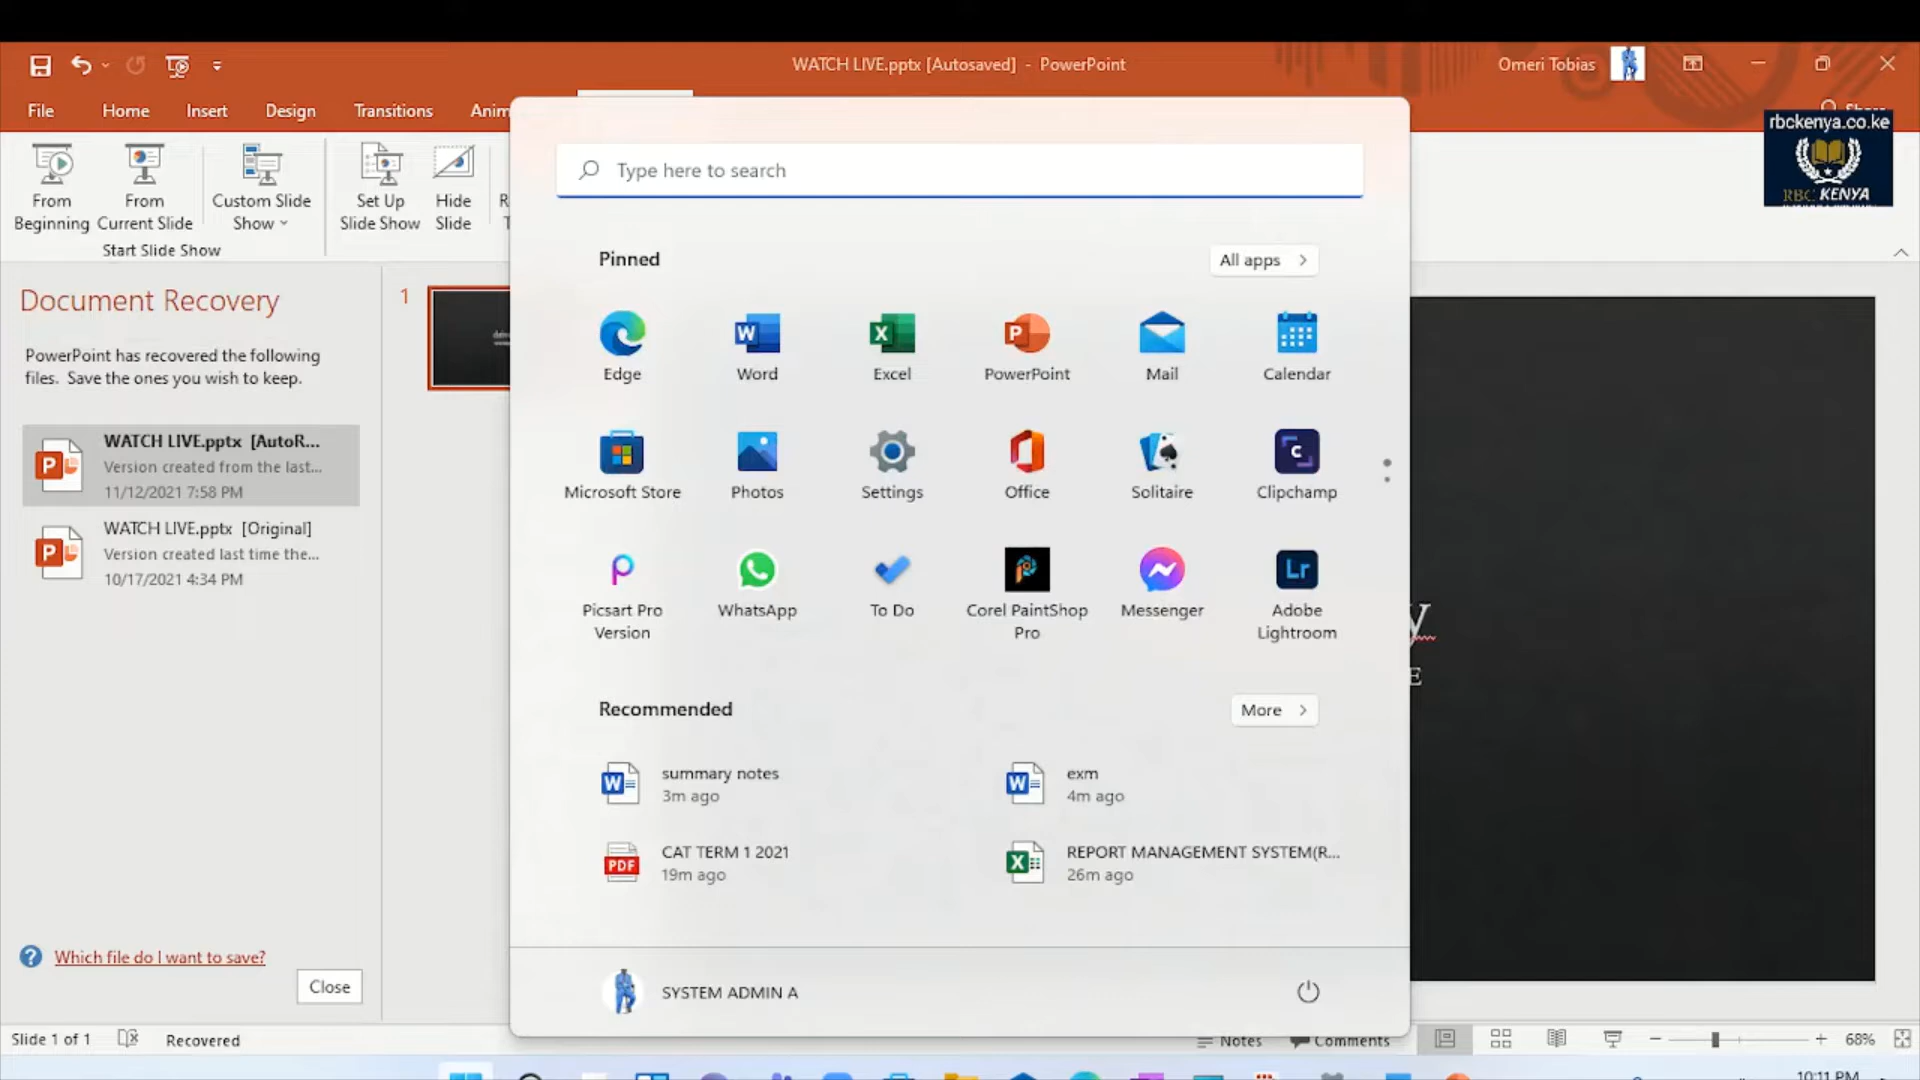 WATCH LIVE.pptx [Autosaved] - PowerPoint
Omeri Tobias
File Home Insert Design Transitions Anim
rbckenya.co.ke
RBC KENYA
From Beginning
From Current Slide
Custom Slide Show
Set Up Slide Show
Hide Slide
Start Slide Show
Document Recovery
PowerPoint has recovered the following
files. Save the ones you wish to keep.
WATCH LIVE.pptx [AutoR...
Version created from the last...
11/12/2021 7:58 PM
WATCH LIVE.pptx [Original]
Version created last time the...
10/17/2021 4:34 PM
Which file do I want to save?
Close
1
Type here to search
Pinned
All apps
Edge
Word
Excel
PowerPoint
Mail
Calendar
Microsoft Store
Photos
Settings
Office
Solitaire
Clipchamp
Picsart Pro
Version
WhatsApp
To Do
Corel PaintShop
Pro
Messenger
Adobe
Lightroom
Recommended
More
summary notes
3m ago
exm
4m ago
CAT TERM 1 2021
19m ago
REPORT MANAGEMENT SYSTEM(R...
26m ago
SYSTEM ADMIN A
y
E
Slide 1 of 1
Recovered
Notes
Comments
68%
10:11 PM